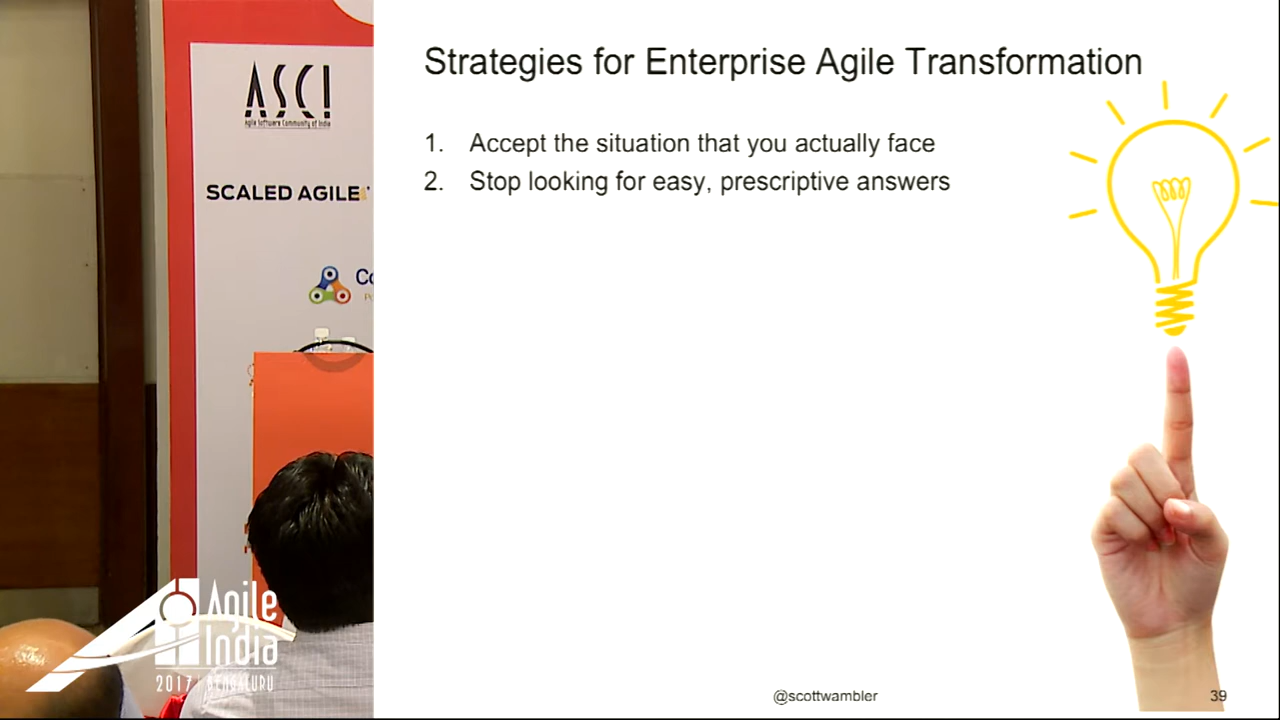 ASCI
Agile Software Community of India
SCALED AGILE
Strategies for Enterprise Agile Transformation
1. Accept the situation that you actually face
2. Stop looking for easy, prescriptive answers
Agile
India
2017 | BENGALURU
@scottwambler
39